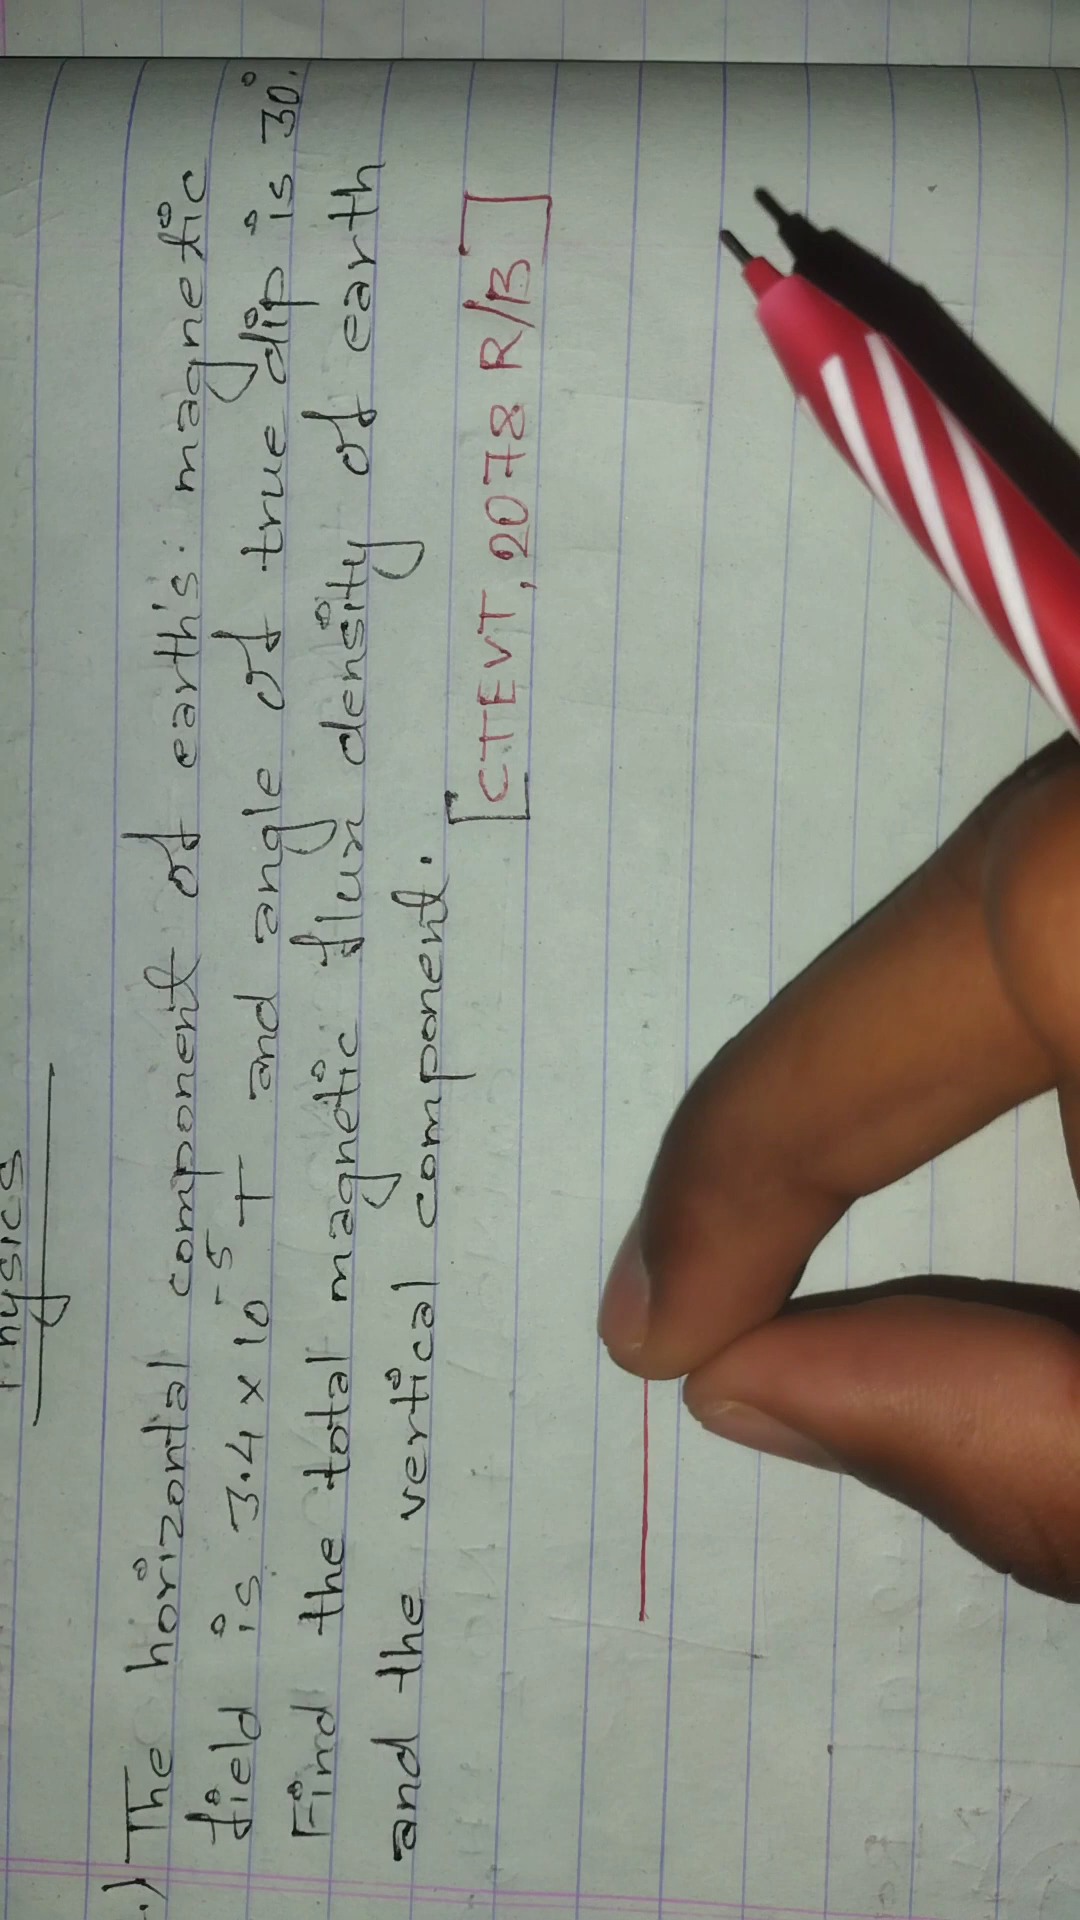 The horizontal component of earth's magnetic
field is 3.4 × 10⁻⁵ T and angle of true dip is 30°.
Find the total magnetic flux density of earth
and the vertical component.
[CTEVT, 2078 R/B]